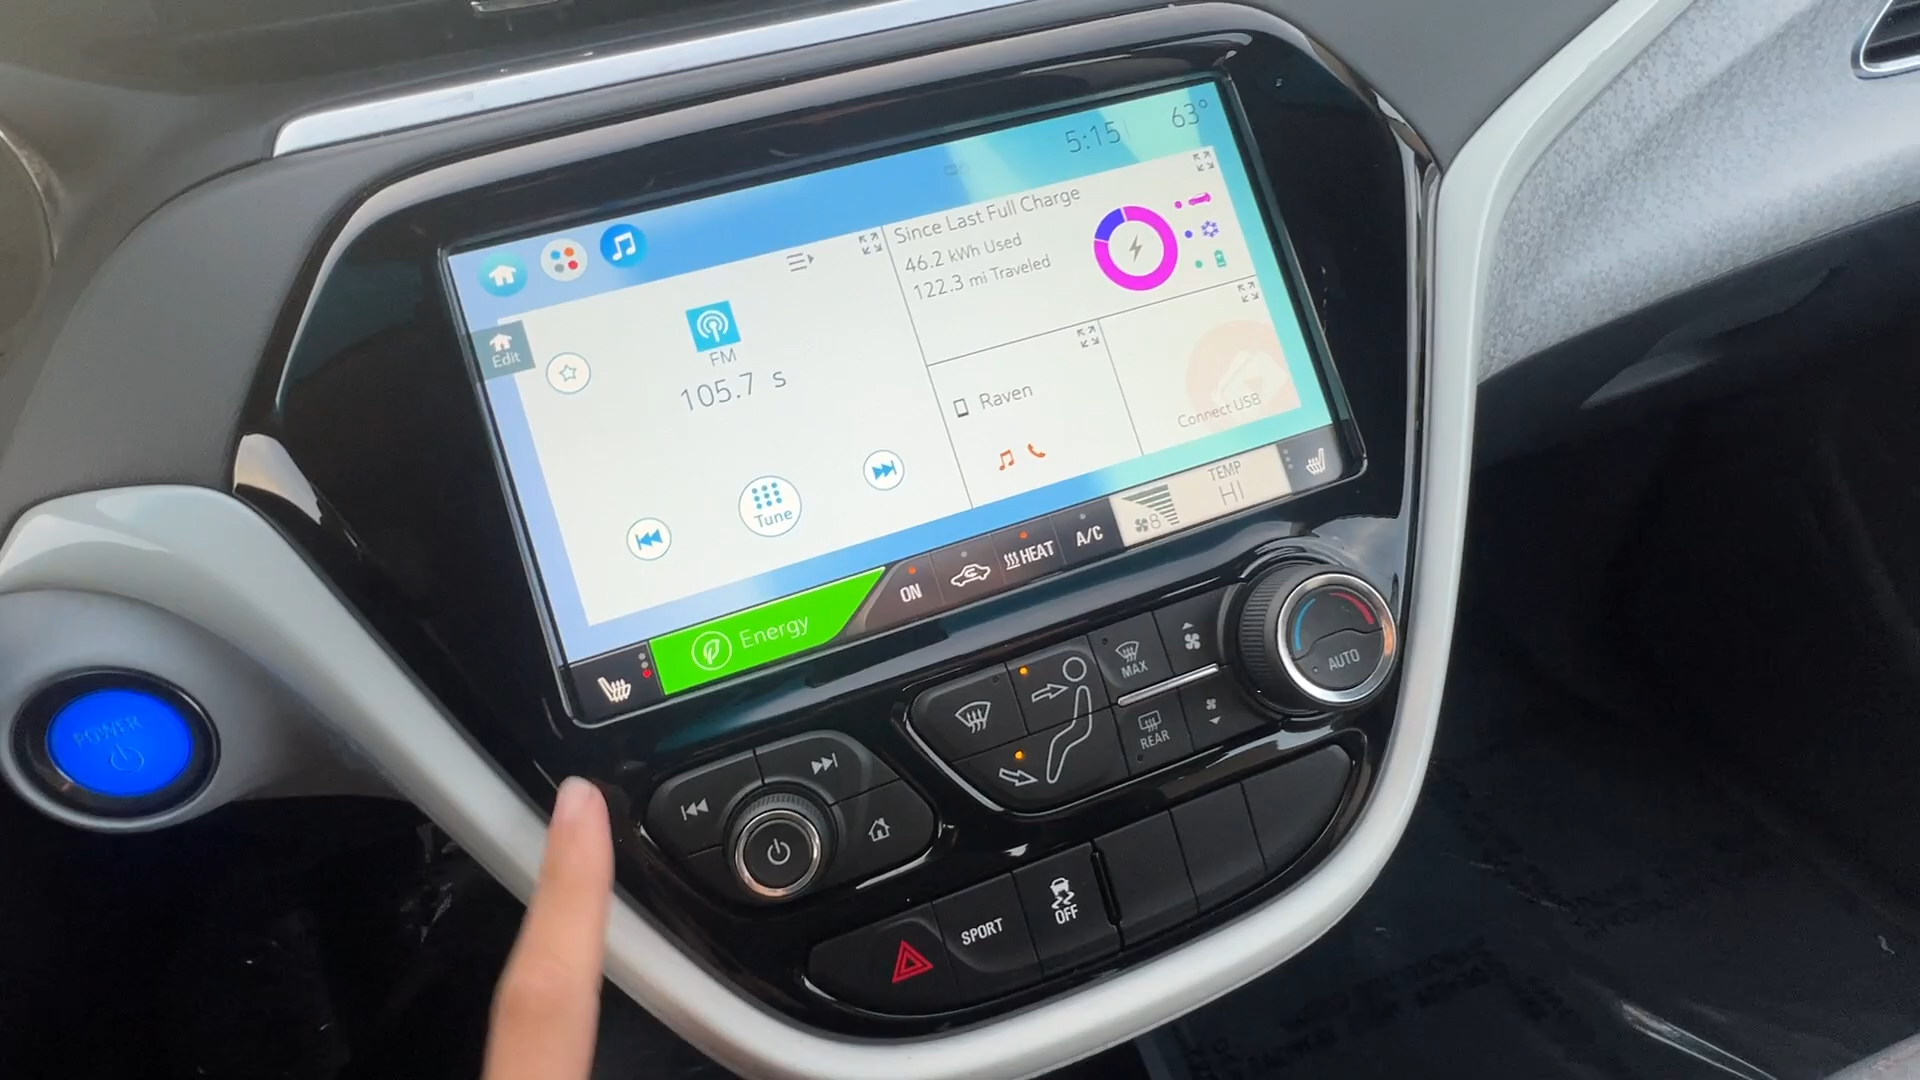 5:15 63°
Since Last Full Charge
46.2 kWh Used
122.3 mi Traveled
Edit
FM
105.7 s
Raven
Connect USB
Tune
TEMP
HI
8
A/C
HEAT
ON
Energy
POWER
MAX
REAR
AUTO
SPORT
OFF